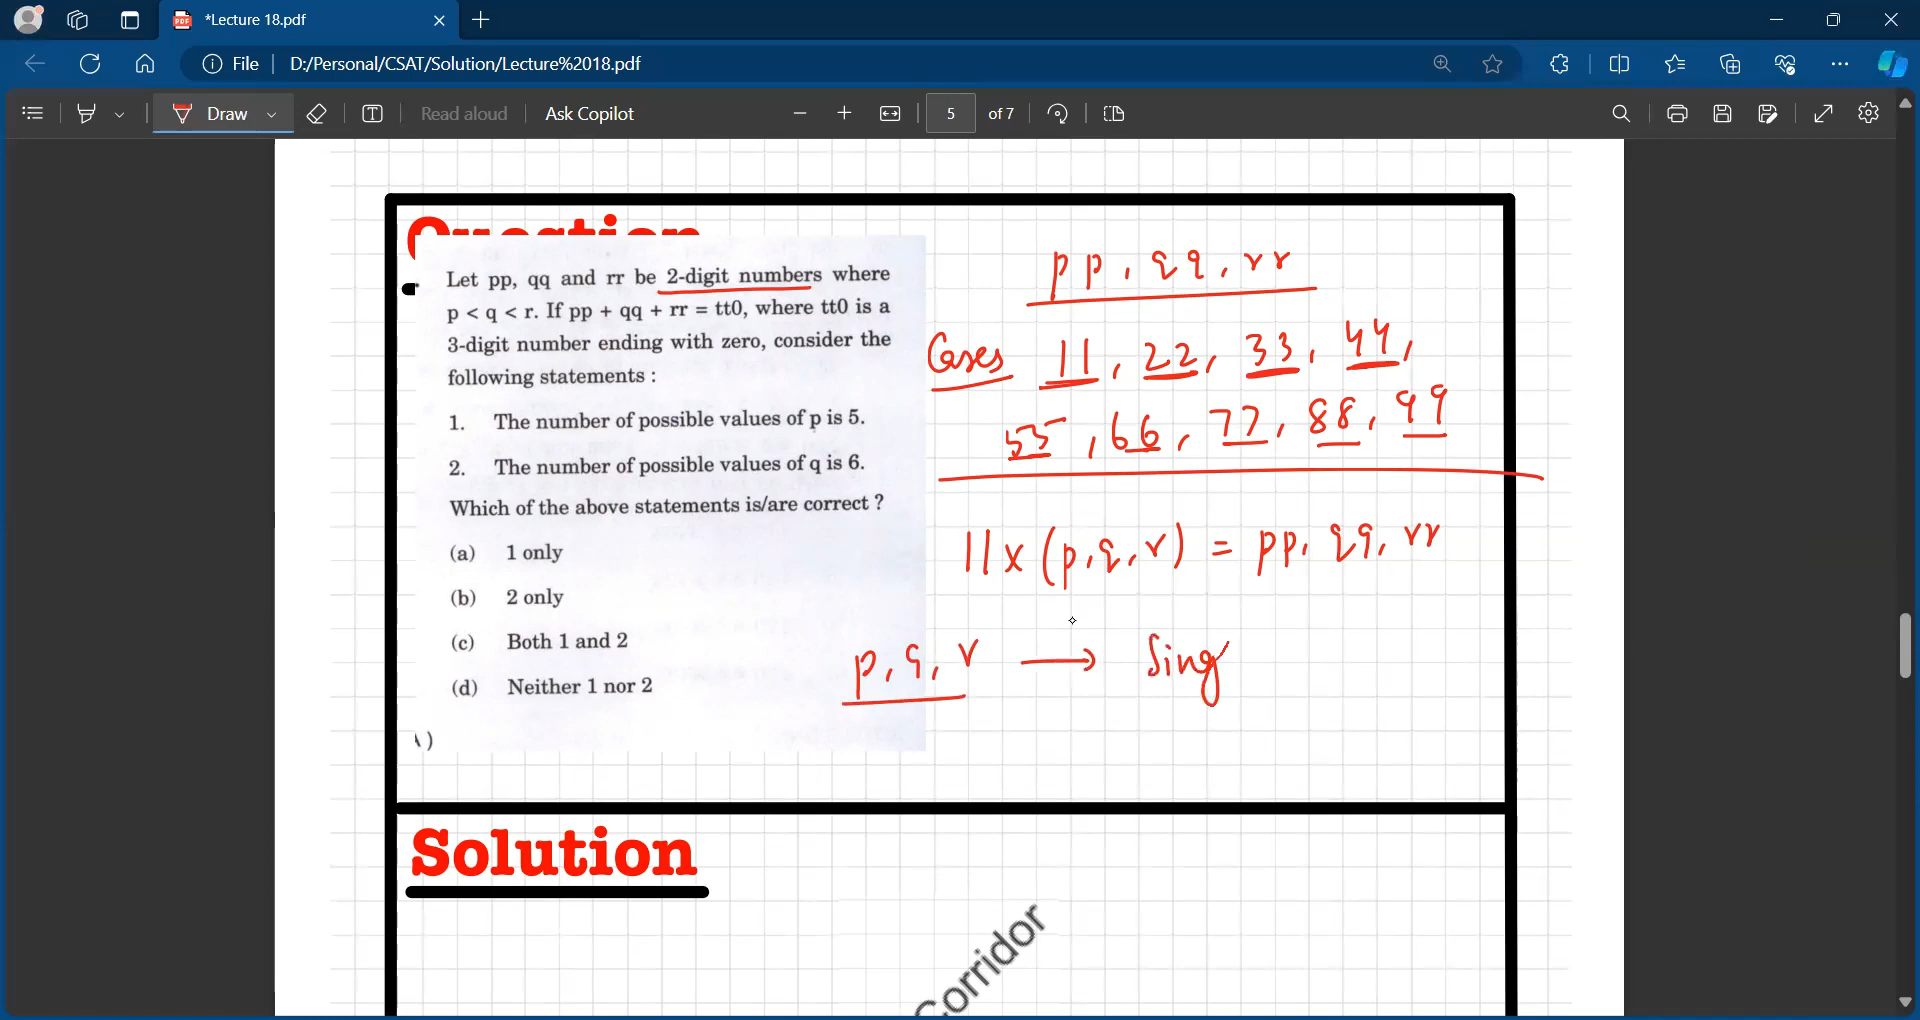 *Lecture 18.pdf
File
D:/Personal/CSAT/Solution/Lecture%2018.pdf
Draw
Read aloud
Ask Copilot
5
of 7
Question
Let pp, qq and rr be 2-digit numbers where
p < q < r. If pp + qq + rr = tt0, where tt0 is a
3-digit number ending with zero, consider the
following statements :
1. The number of possible values of p is 5.
2. The number of possible values of q is 6.
Which of the above statements is/are correct ?
(a) 1 only
(b) 2 only
(c) Both 1 and 2
(d) Neither 1 nor 2
pp, qq, rr
Cases 11, 22, 33, 44,
55, 66, 77, 88, 99
11 x (p, q, r) = pp, qq, rr
p, q, r → Sing
Solution
Corridor